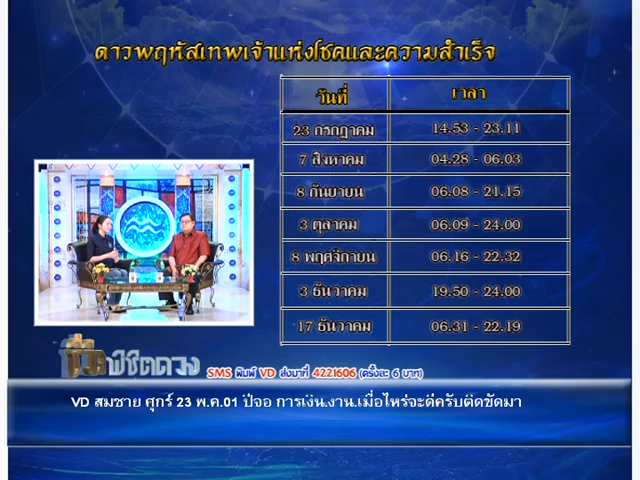 ดาวพฤหัสเทพเจ้าแห่งโชคและความสำเร็จ
วันที่ เวลา
23 กรกฎาคม 14.53 - 23.11
7 สิงหาคม 04.28 - 06.03
8 กันยายน 06.08 - 21.15
3 ตุลาคม 06.09 - 24.00
8 พฤศจิกายน 06.16 - 22.32
3 ธันวาคม 19.50 - 24.00
17 ธันวาคม 06.31 - 22.19
พิชิตดวง
SMS พิมพ์ VD ส่งมาที่ 4221606 (ครั้งละ 6 บาท)
VD สมชาย ศุกร์ 23 พ.ค.01 ปีจอ การเงิน.งาน.เมื่อไหร่จะดีครับติดขัดมา